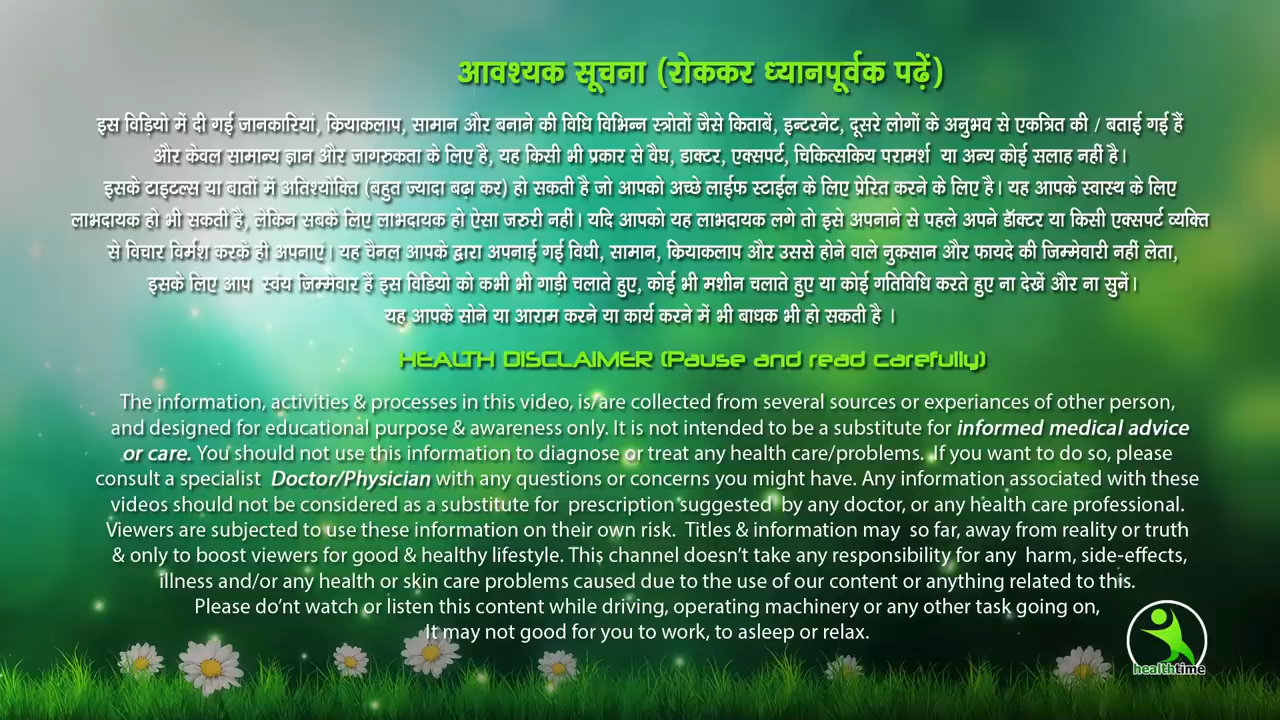 आवश्यक सूचना (रोककर ध्यानपूर्वक पढ़ें)
इस विडियो में दी गई जानकारियां, क्रियाकलाप, सामान और बनाने की विधि विभिन्न स्त्रोतों जैसे किताबें, इन्टरनेट, दूसरे लोगों के अनुभव से एकत्रित की / बताई गई हैं
और केवल सामान्य ज्ञान और जागरुकता के लिए है, यह किसी भी प्रकार से वैघ, डाक्टर, एक्सपर्ट, चिकित्सकिय परामर्श या अन्य कोई सलाह नहीं है।
इसके टाइटल्स या बातों में अतिश्योक्ति (बहुत ज्यादा बढ़ा कर) हो सकती है जो आपको अच्छे लाईफ स्टाईल के लिए प्रेरित करने के लिए है। यह आपके स्वास्थ के लिए
लाभदायक हो भी सकती है, लेकिन सबके लिए लाभदायक हो ऐसा जरुरी नहीं। यदि आपको यह लाभदायक लगे तो इसे अपनाने से पहले अपने डॉक्टर या किसी एक्सपर्ट व्यक्ति
से विचार विर्मश करके ही अपनाएं। यह चैनल आपके द्वारा अपनाई गई विधी, सामान, क्रियाकलाप और उससे होने वाले नुकसान और फायदे की जिम्मेवारी नहीं लेता,
इसके लिए आप स्वंय जिम्मेवार हैं इस विडियो को कभी भी गाड़ी चलाते हुए, कोई भी मशीन चलाते हुए या कोई गतिविधि करते हुए ना देखें और ना सुनें।
यह आपके सोने या आराम करने या कार्य करने में भी बाधक भी हो सकती है ।
HEALTH DISCLAIMER (Pause and read carefully)
The information, activities & processes in this video, is/are collected from several sources or experiances of other person,
and designed for educational purpose & awareness only. It is not intended to be a substitute for informed medical advice
or care. You should not use this information to diagnose or treat any health care/problems. If you want to do so, please
consult a specialist Doctor/Physician with any questions or concerns you might have. Any information associated with these
videos should not be considered as a substitute for prescription suggested by any doctor, or any health care professional.
Viewers are subjected to use these information on their own risk. Titles & information may so far, away from reality or truth
& only to boost viewers for good & healthy lifestyle. This channel doesn't take any responsibility for any harm, side-effects,
illness and/or any health or skin care problems caused due to the use of our content or anything related to this.
Please do'nt watch or listen this content while driving, operating machinery or any other task going on,
It may not good for you to work, to asleep or relax.
healthtime